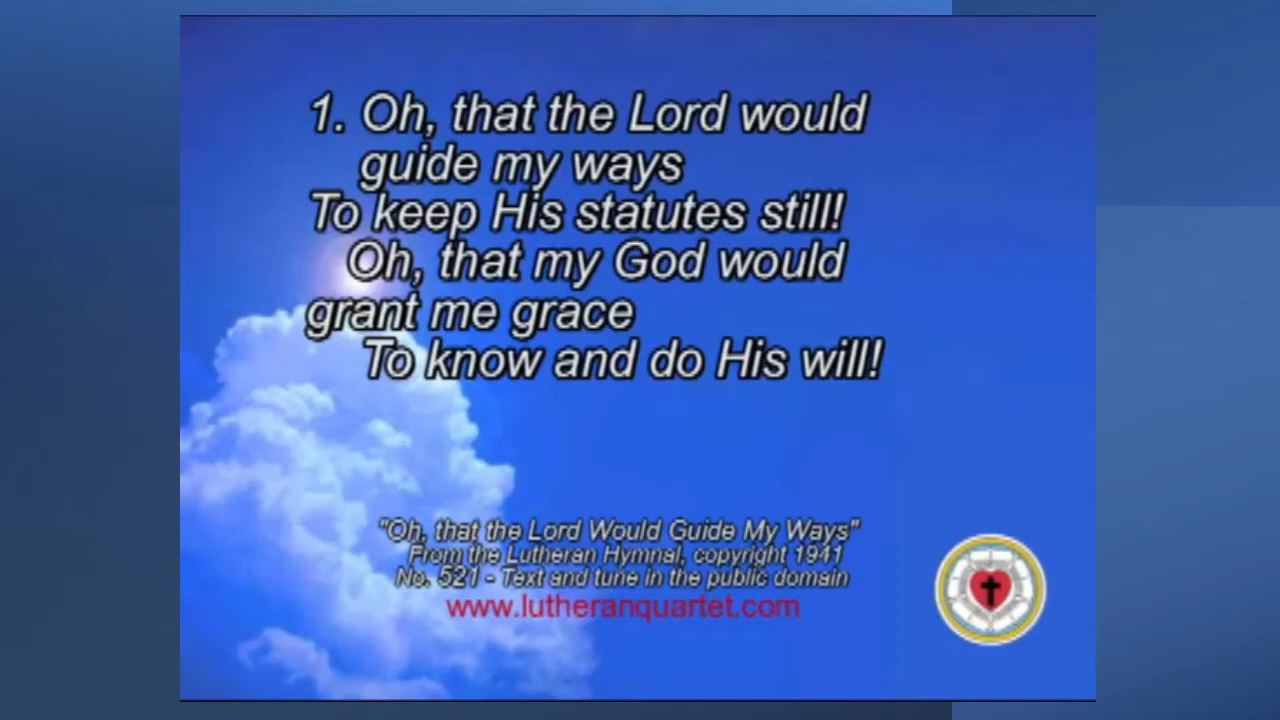 1. Oh, that the Lord would
guide my ways
To keep His statutes still!
Oh, that my God would
grant me grace
To know and do His will!
"Oh, that the Lord Would Guide My Ways"
From the Lutheran Hymnal, copyright 1941
No. 521 - Text and tune in the public domain
www.lutheranquartet.com